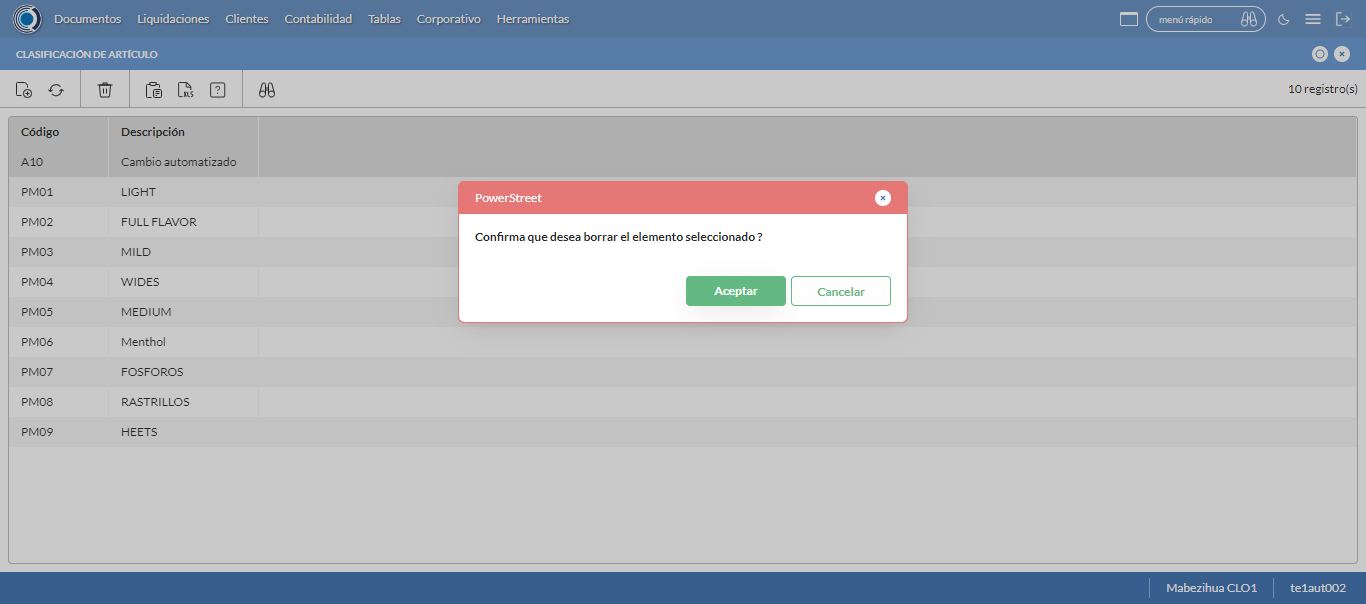 Documentos Liquidaciones Clientes Contabilidad Tablas Corporativo Herramientas menú rápido
CLASIFICACIÓN DE ARTÍCULO
XLS ? 10 registro(s)
Código Descripción
A10 Cambio automatizado
PM01 LIGHT
PM02 FULL FLAVOR
PM03 MILD
PM04 WIDES
PM05 MEDIUM
PM06 Menthol
PM07 FOSFOROS
PM08 RASTRILLOS
PM09 HEETS
PowerStreet
Confirma que desea borrar el elemento seleccionado ?
Aceptar Cancelar
Mabezihua CLO1 te1aut002